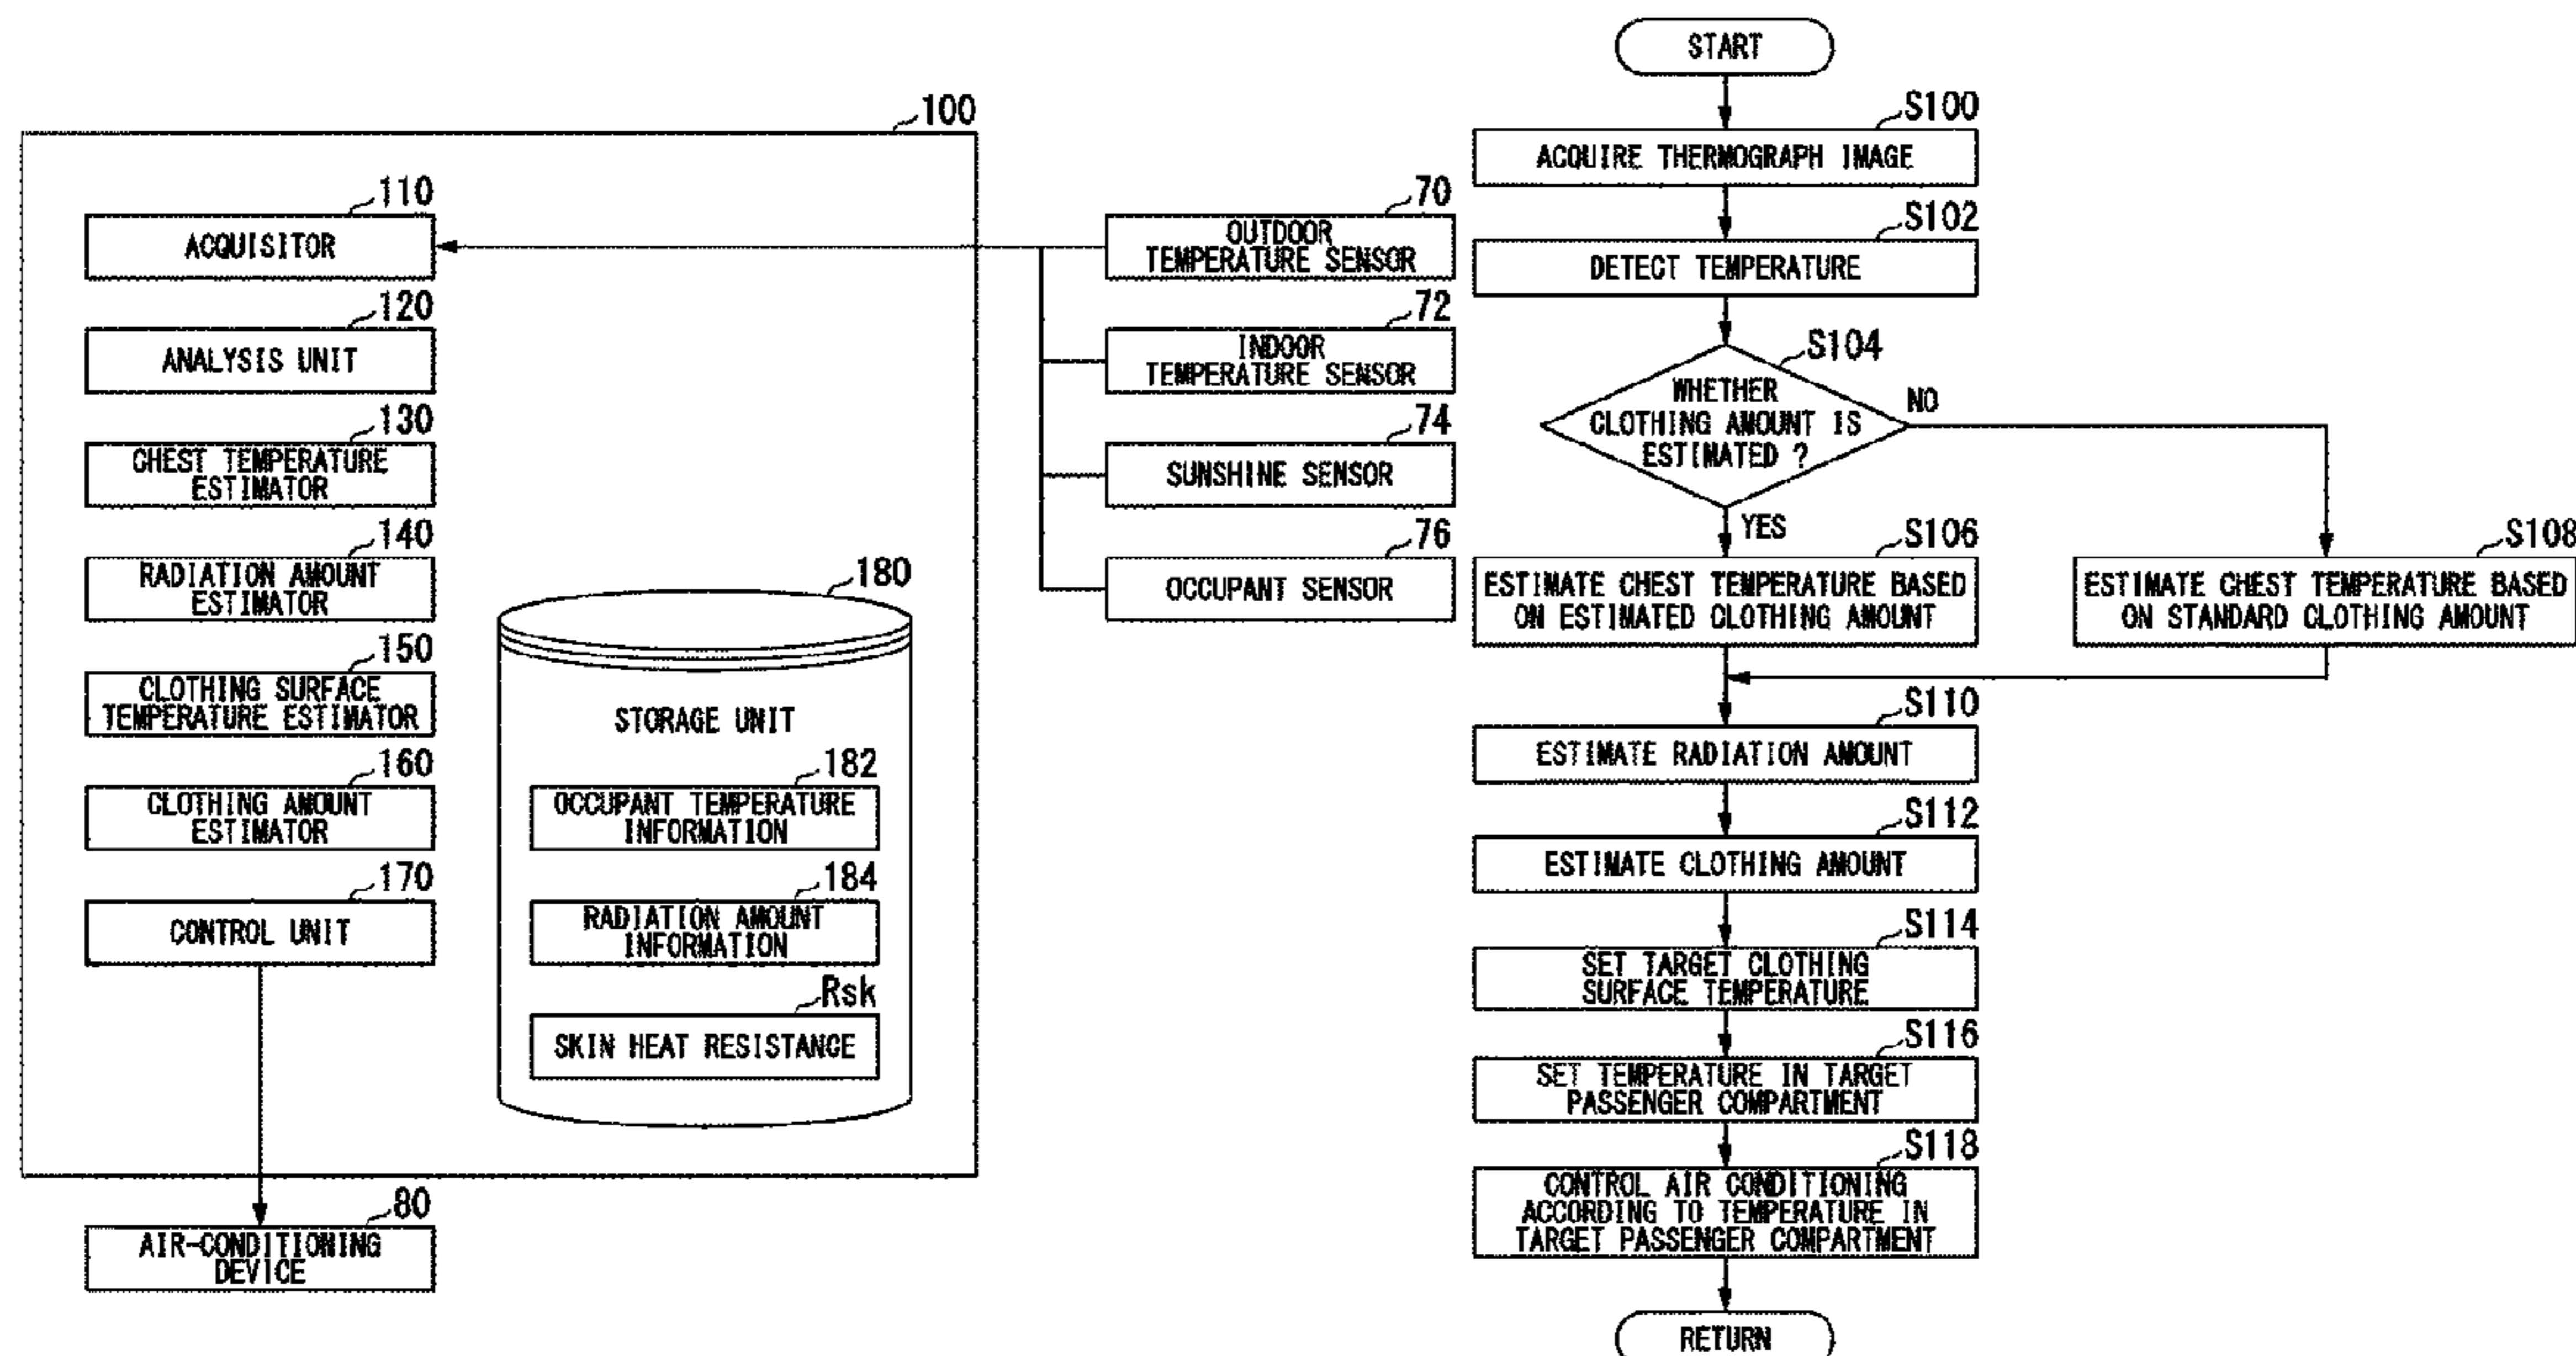 100
110
ACQUISITOR
120
ANALYSIS UNIT
130
CHEST TEMPERATURE
ESTIMATOR
140
RADIATION AMOUNT
ESTIMATOR
150
CLOTHING SURFACE
TEMPERATURE ESTIMATOR
160
CLOTHING AMOUNT
ESTIMATOR
170
CONTROL UNIT
180
STORAGE UNIT
182
OCCUPANT TEMPERATURE
INFORMATION
184
RADIATION AMOUNT
INFORMATION
Rsk
SKIN HEAT RESISTANCE
80
AIR-CONDITIONING
DEVICE
70
OUTDOOR
TEMPERATURE SENSOR
72
INDOOR
TEMPERATURE SENSOR
74
SUNSHINE SENSOR
76
OCCUPANT SENSOR
START
S100
ACQUIRE THERMOGRAPH IMAGE
S102
DETECT TEMPERATURE
S104
WHETHER
CLOTHING AMOUNT IS
ESTIMATED ?
NO
YES
S106
ESTIMATE CHEST TEMPERATURE BASED
ON ESTIMATED CLOTHING AMOUNT
S108
ESTIMATE CHEST TEMPERATURE BASED
ON STANDARD CLOTHING AMOUNT
S110
ESTIMATE RADIATION AMOUNT
S112
ESTIMATE CLOTHING AMOUNT
S114
SET TARGET CLOTHING
SURFACE TEMPERATURE
S116
SET TEMPERATURE IN TARGET
PASSENGER COMPARTMENT
S118
CONTROL AIR CONDITIONING
ACCORDING TO TEMPERATURE IN
TARGET PASSENGER COMPARTMENT
RETURN